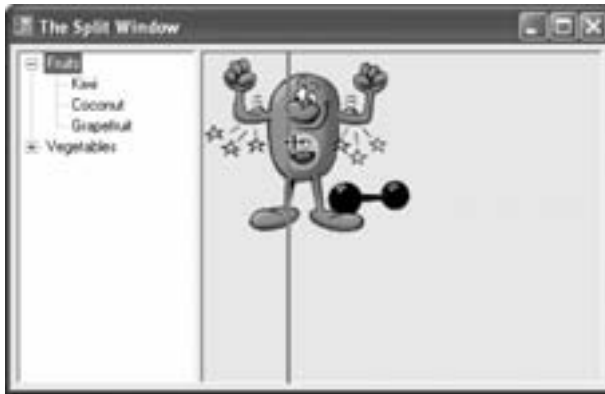 The Split Window
Fruits
Kiwi
Coconut
Grapefruit
Vegetables